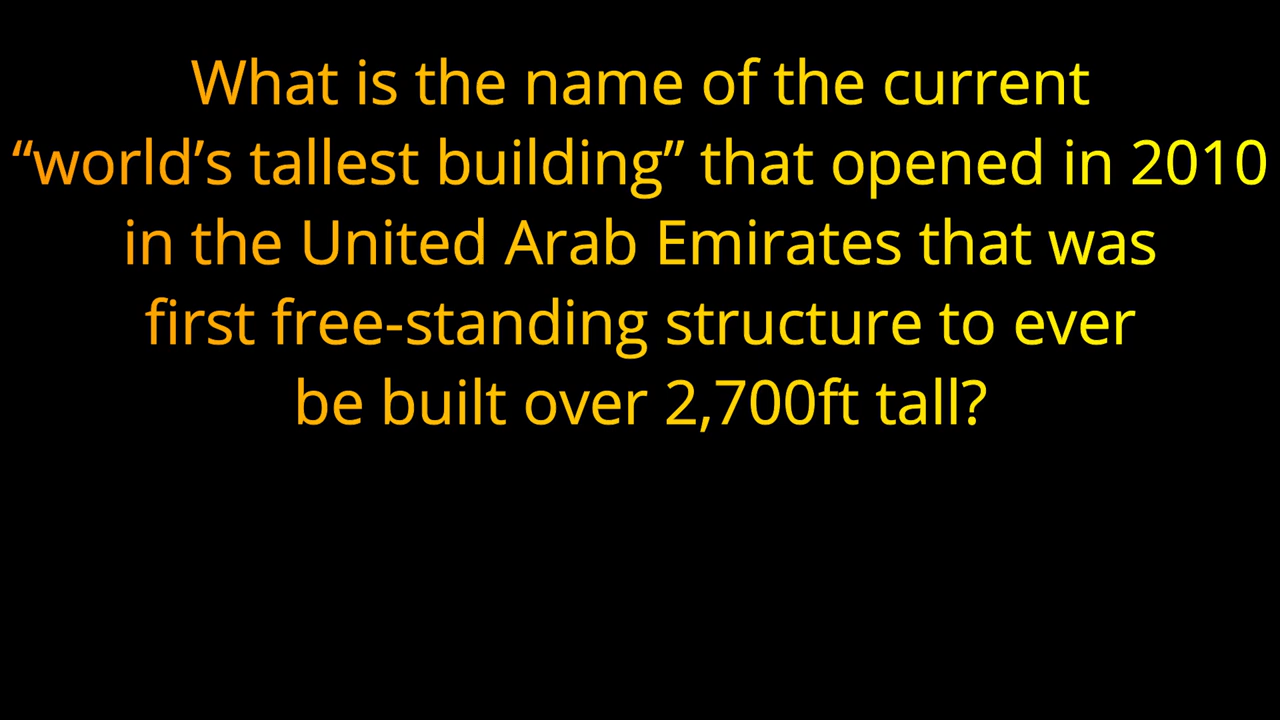 What is the name of the current
“world’s tallest building” that opened in 2010
in the United Arab Emirates that was
first free-standing structure to ever
be built over 2,700ft tall?